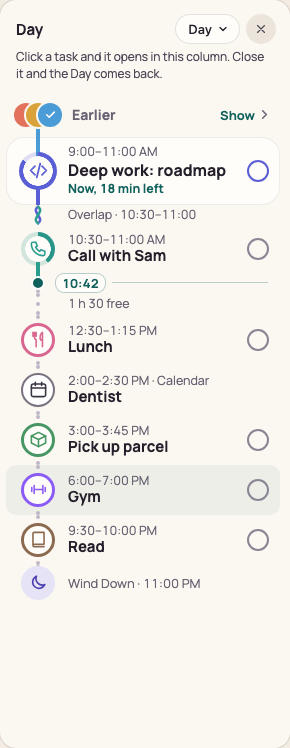 Day
Day
Click a task and it opens in this column. Close
it and the Day comes back.
Earlier
Show
9:00–11:00 AM
Deep work: roadmap
Now, 18 min left
Overlap · 10:30–11:00
10:30–11:00 AM
Call with Sam
10:42
1 h 30 free
12:30–1:15 PM
Lunch
2:00–2:30 PM · Calendar
Dentist
3:00–3:45 PM
Pick up parcel
6:00–7:00 PM
Gym
9:30–10:00 PM
Read
Wind Down · 11:00 PM